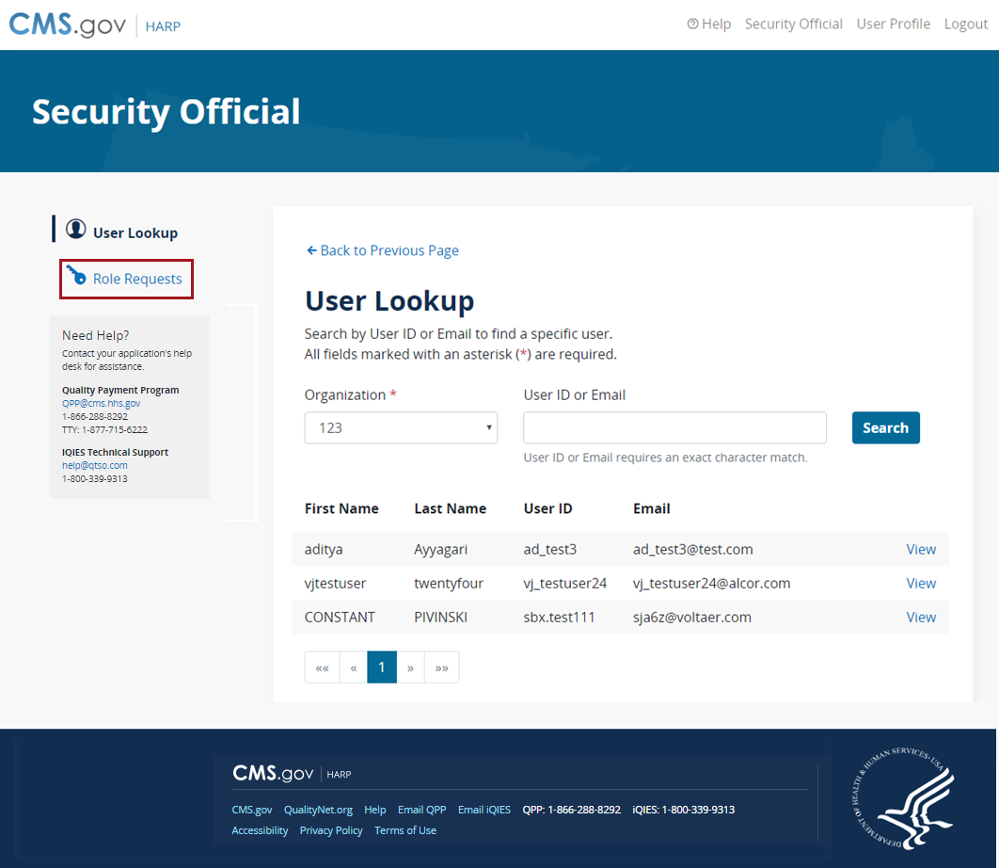 CMS.gov | HARP
Help Security Official User Profile Logout
Security Official
User Lookup
Role Requests
Need Help?
Contact your application's help
desk for assistance.
Quality Payment Program
QPP@cms.hhs.gov
1-866-288-8292
TTY: 1-877-715-6222
IQIES Technical Support
help@qtso.com
1-800-339-9313
Back to Previous Page
User Lookup
Search by User ID or Email to find a specific user.
All fields marked with an asterisk (*) are required.
Organization * User ID or Email
123 Search
User ID or Email requires an exact character match.
First Name Last Name User ID Email
aditya Ayyagari ad_test3 ad_test3@test.com View
vjtestuser twentyfour vj_testuser24 vj_testuser24@alcor.com View
CONSTANT PIVINSKI sbx.test111 sja6z@voltaer.com View
«« « 1 » »»
CMS.gov | HARP
CMS.gov QualityNet.org Help Email QPP Email iQIES QPP: 1-866-288-8292 iQIES: 1-800-339-9313
Accessibility Privacy Policy Terms of Use
DEPARTMENT OF HEALTH & HUMAN SERVICES · USA